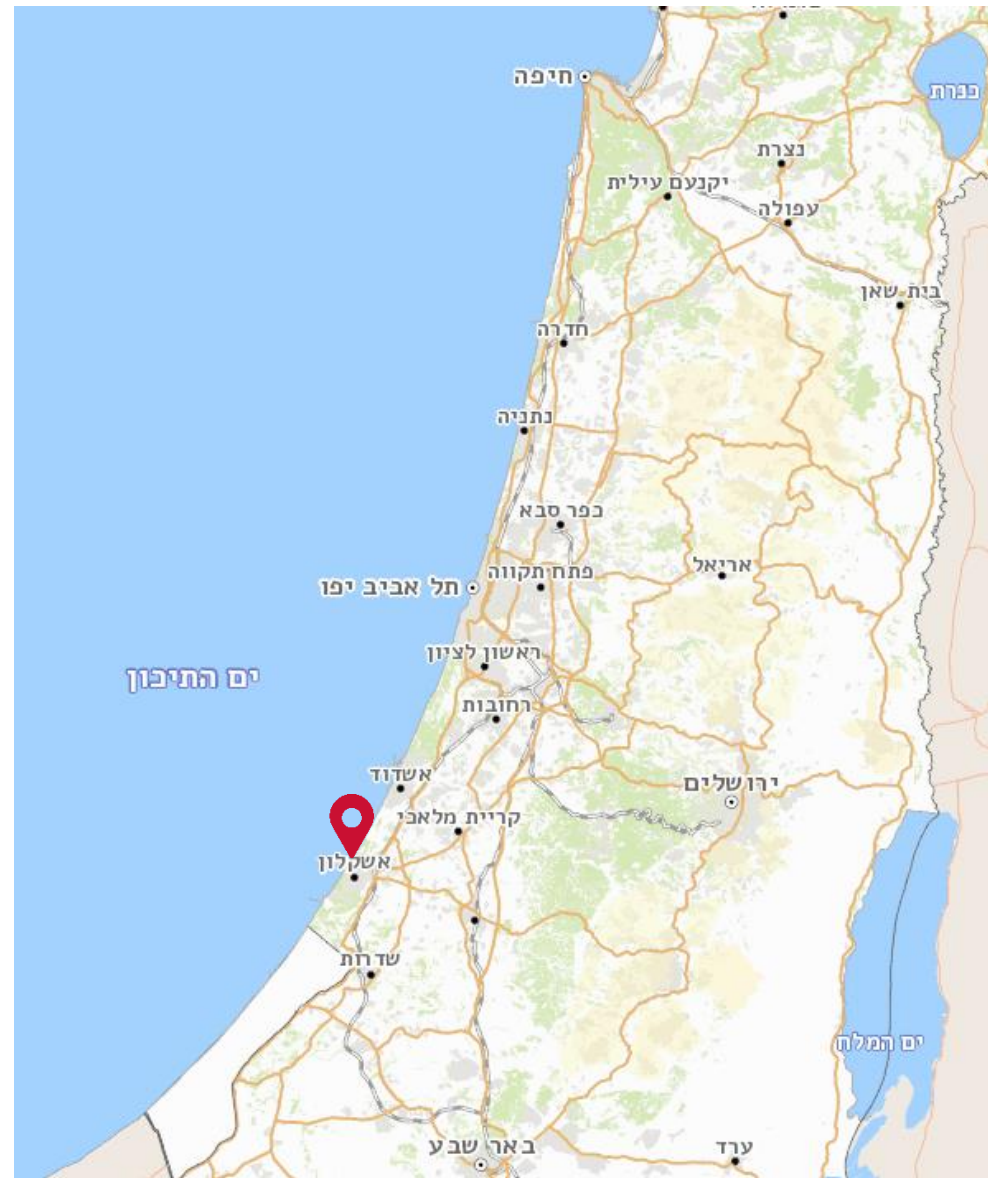 חיפה
כנרת
נצרת
יקנעם עילית
עפולה
בית שאן
חדרה
נתניה
כפר סבא
אריאל
פתח תקווה
תל אביב יפו
ראשון לציון
ים התיכון
רחובות
אשדוד
ירושלים
קריית מלאכי
אשקלון
שדרות
ים המלח
באר שבע
ערד